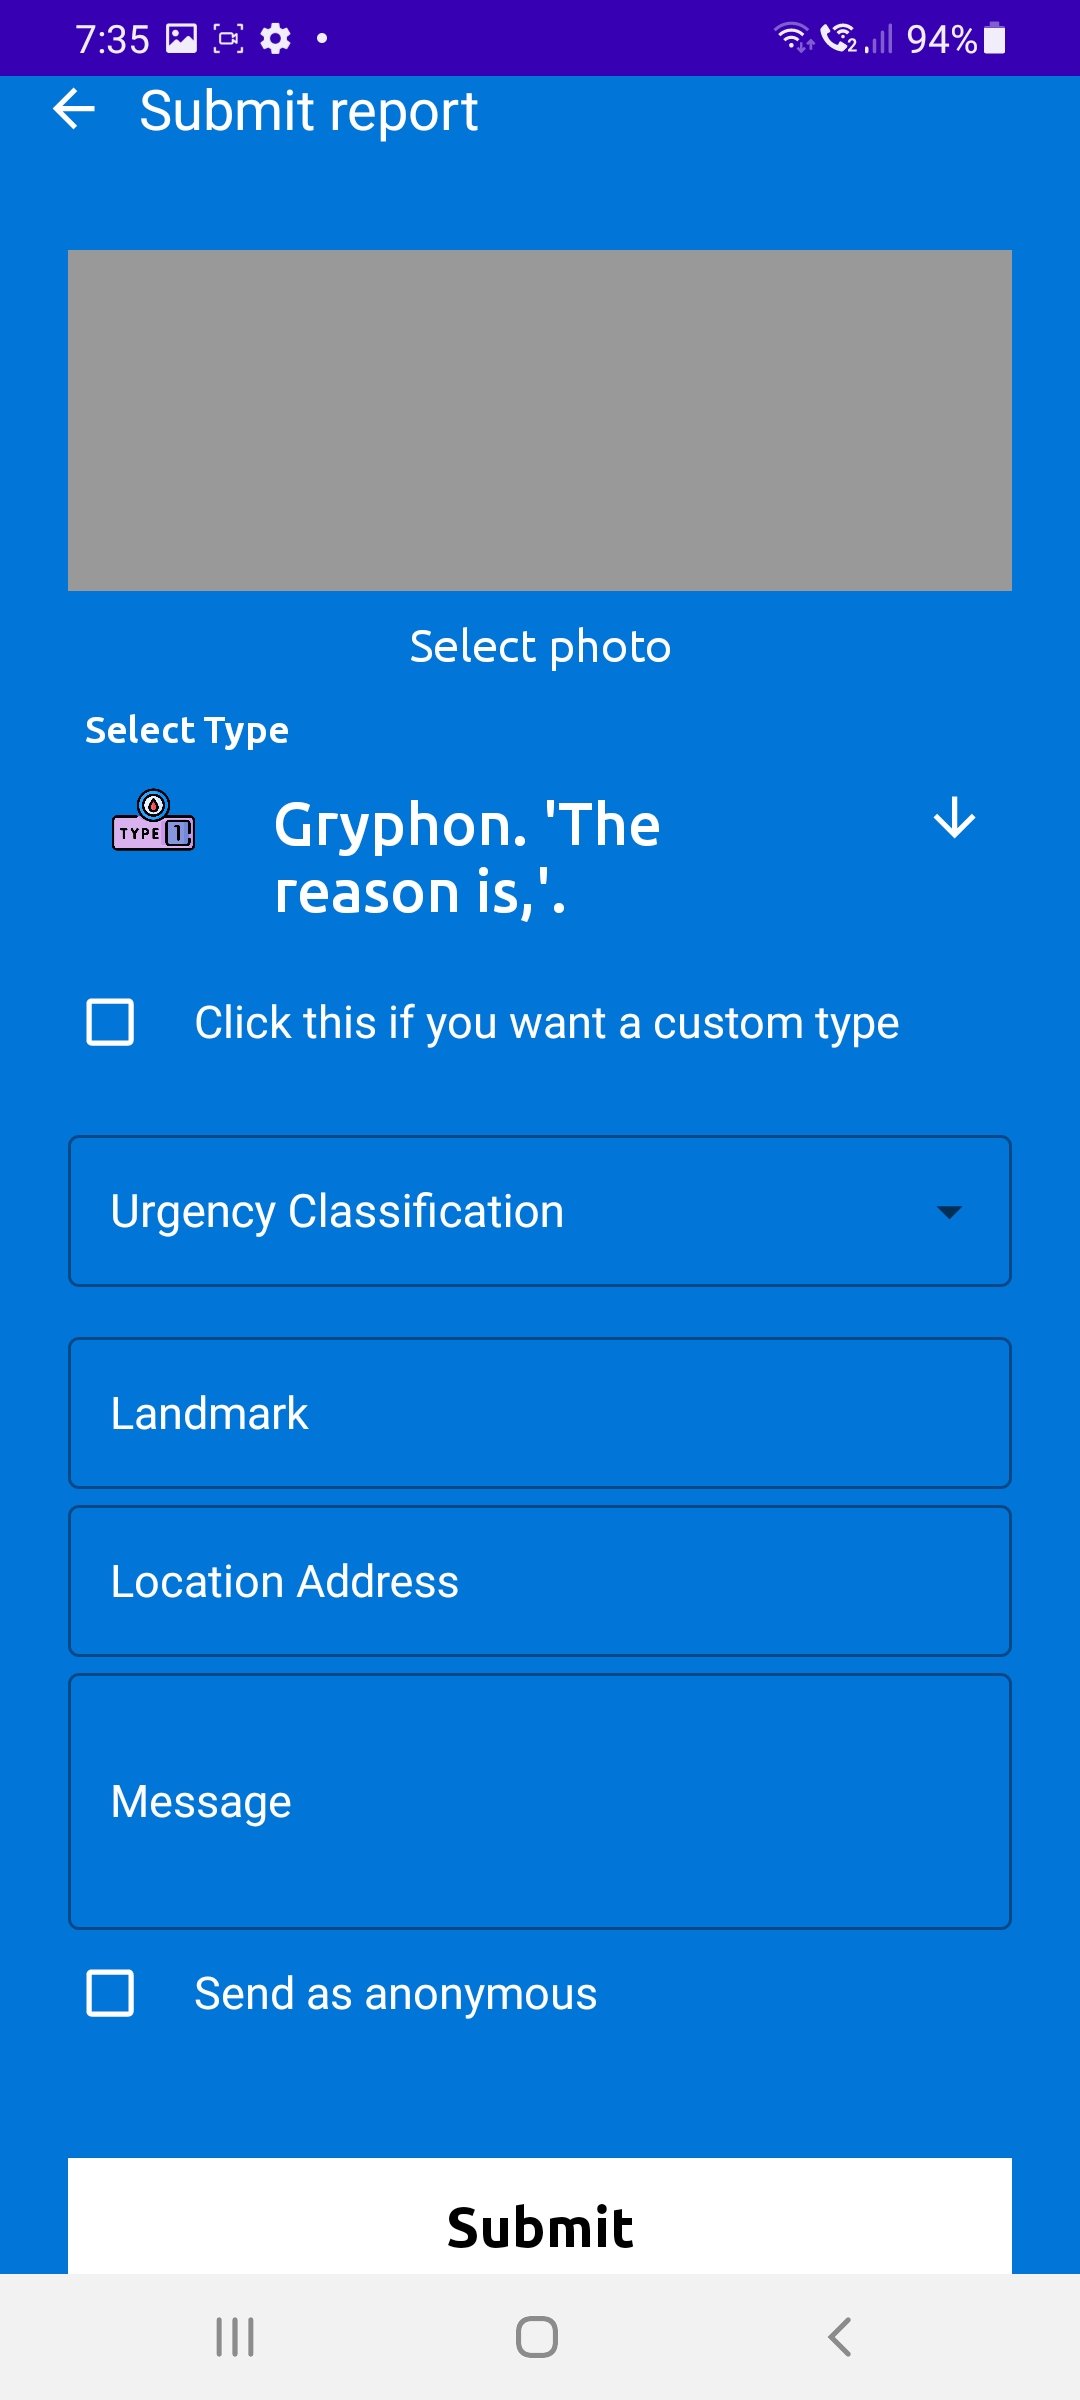 7:35
2
94%
Submit report
Select photo
Select Type
TYPE 1
Gryphon. 'The
reason is,'.
Click this if you want a custom type
Urgency Classification
Landmark
Location Address
Message
Send as anonymous
Submit